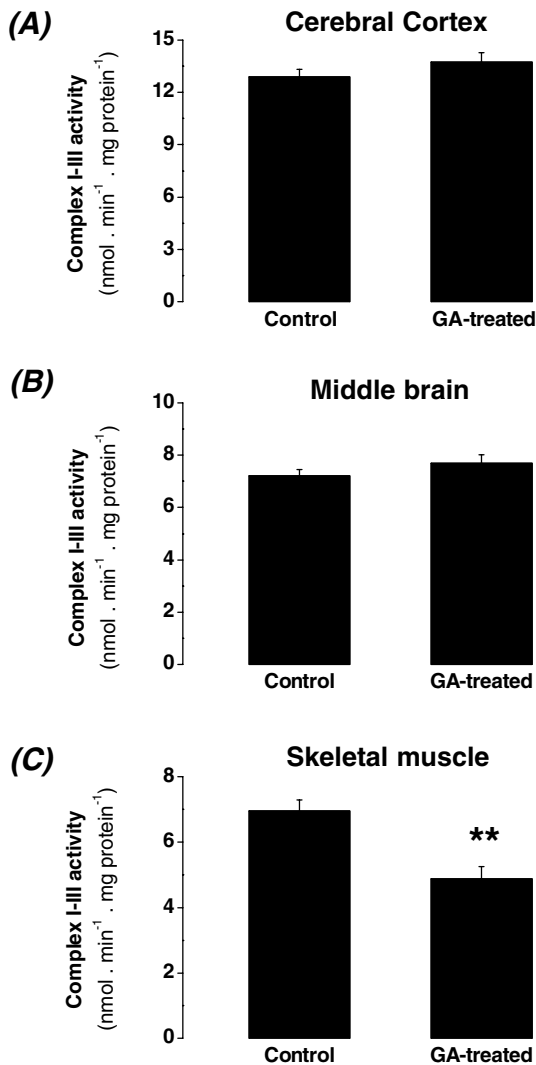 (A)
Cerebral Cortex
Complex I-III activity
(nmol . min⁻¹ . mg protein⁻¹)
15
12
9
6
3
0
Control
GA-treated
(B)
Middle brain
Complex I-III activity
(nmol . min⁻¹ . mg protein⁻¹)
10
8
6
4
2
0
Control
GA-treated
(C)
Skeletal muscle
Complex I-III activity
(nmol . min⁻¹ . mg protein⁻¹)
8
6
4
2
0
**
Control
GA-treated